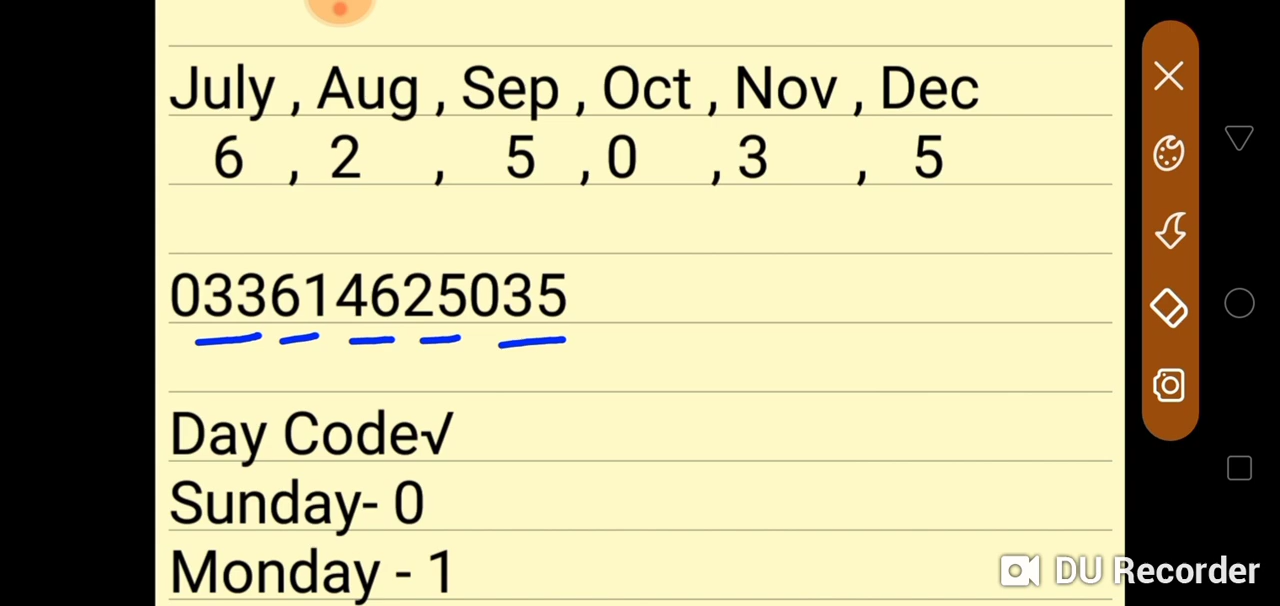 July , Aug , Sep , Oct , Nov , Dec
6 , 2 , 5 , 0 , 3 , 5
033614625035
Day Code√
Sunday- 0
Monday - 1
DU Recorder